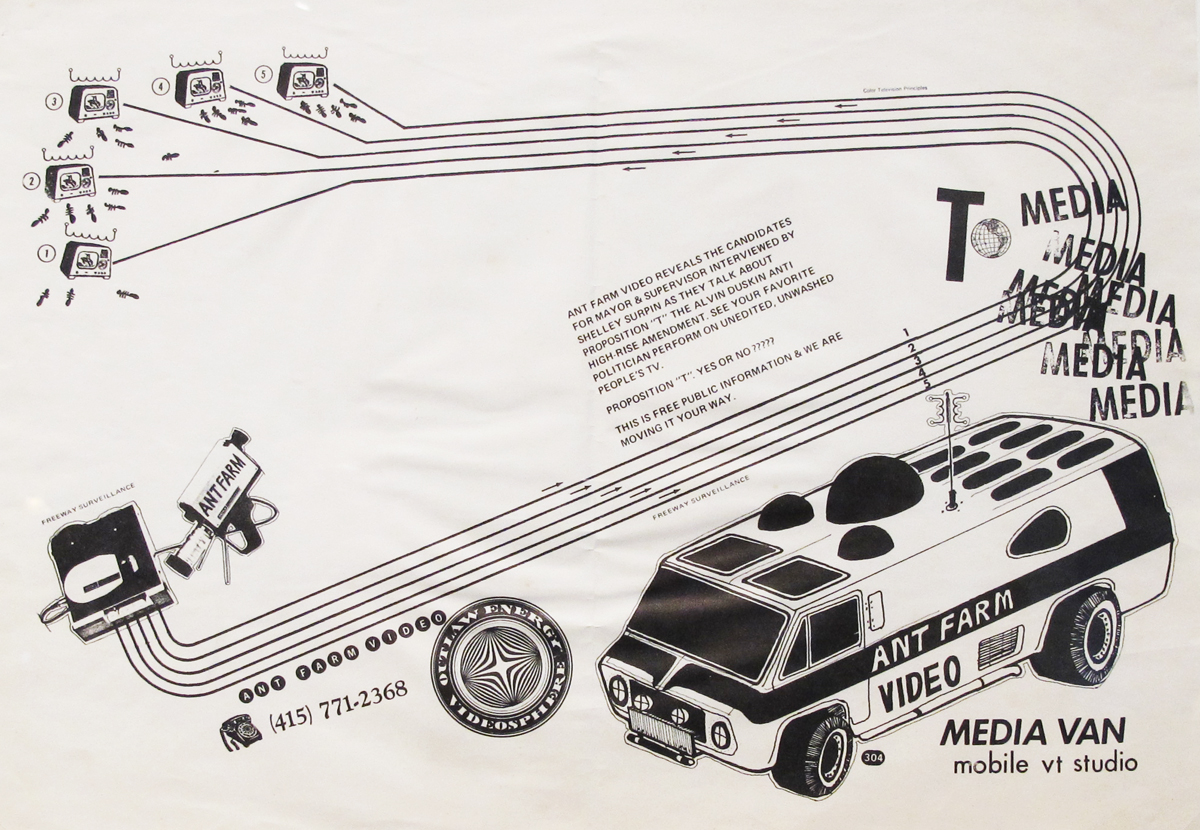 5
4
3
2
1
Color Television Principles
T
MEDIA
MEDIA
MEDIA
MEDIA
MEDIA
MEDIA
MEDIA
MEDIA
ANT FARM VIDEO REVEALS THE CANDIDATES
FOR MAYOR & SUPERVISOR INTERVIEWED BY
SHELLEY SURPIN AS THEY TALK ABOUT
PROPOSITION "T" THE ALVIN DUSKIN ANTI
HIGH-RISE AMENDMENT. SEE YOUR FAVORITE
POLITICIAN PERFORM ON UNEDITED, UNWASHED
PEOPLE'S TV.
PROPOSITION "T". YES OR NO ?????
THIS IS FREE PUBLIC INFORMATION & WE ARE
MOVING IT YOUR WAY.
1
2
3
4
5
FREEWAY SURVEILLANCE
ANT FARM
FREEWAY SURVEILLANCE
ANT FARM VIDEO
(415) 771-2368
OUTLAW ENERGY ERE
VIDEOSPHERE
ANT FARM
VIDEO
304
MEDIA VAN
mobile vt studio